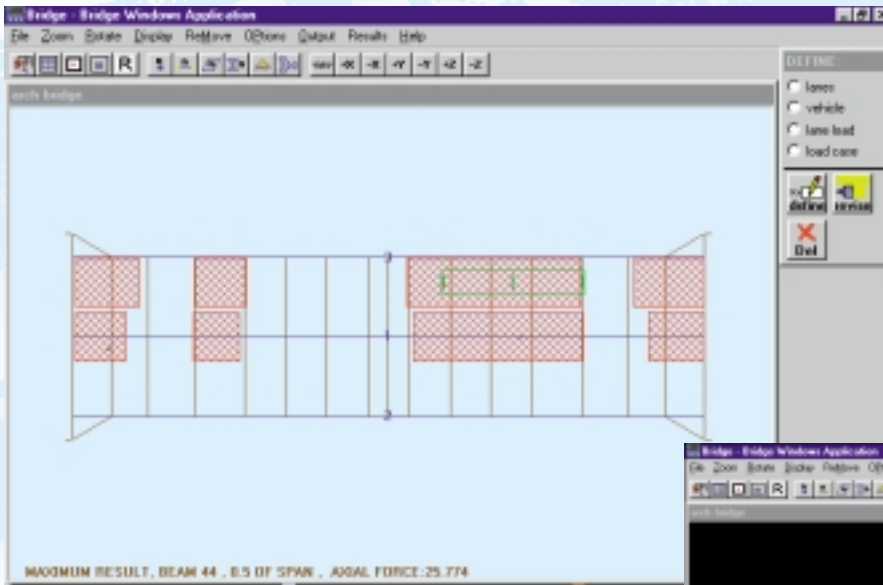 Bridge - Bridge Windows Application
File Zoom Rotate Display ReMove OPtions Output Results Help
R
-X +Y -Y +Z -Z
DEFINE:
arch bridge
lanes
vehicle
lane load
load case
define revise
Del
0
1
2
MAXIMUM RESULT, BEAM 44 , 0.5 OF SPAN , AXIAL FORCE:25.774
Bridge - Bridge Windows Application
File Zoom Rotate Display ReMove
R
arch bridge